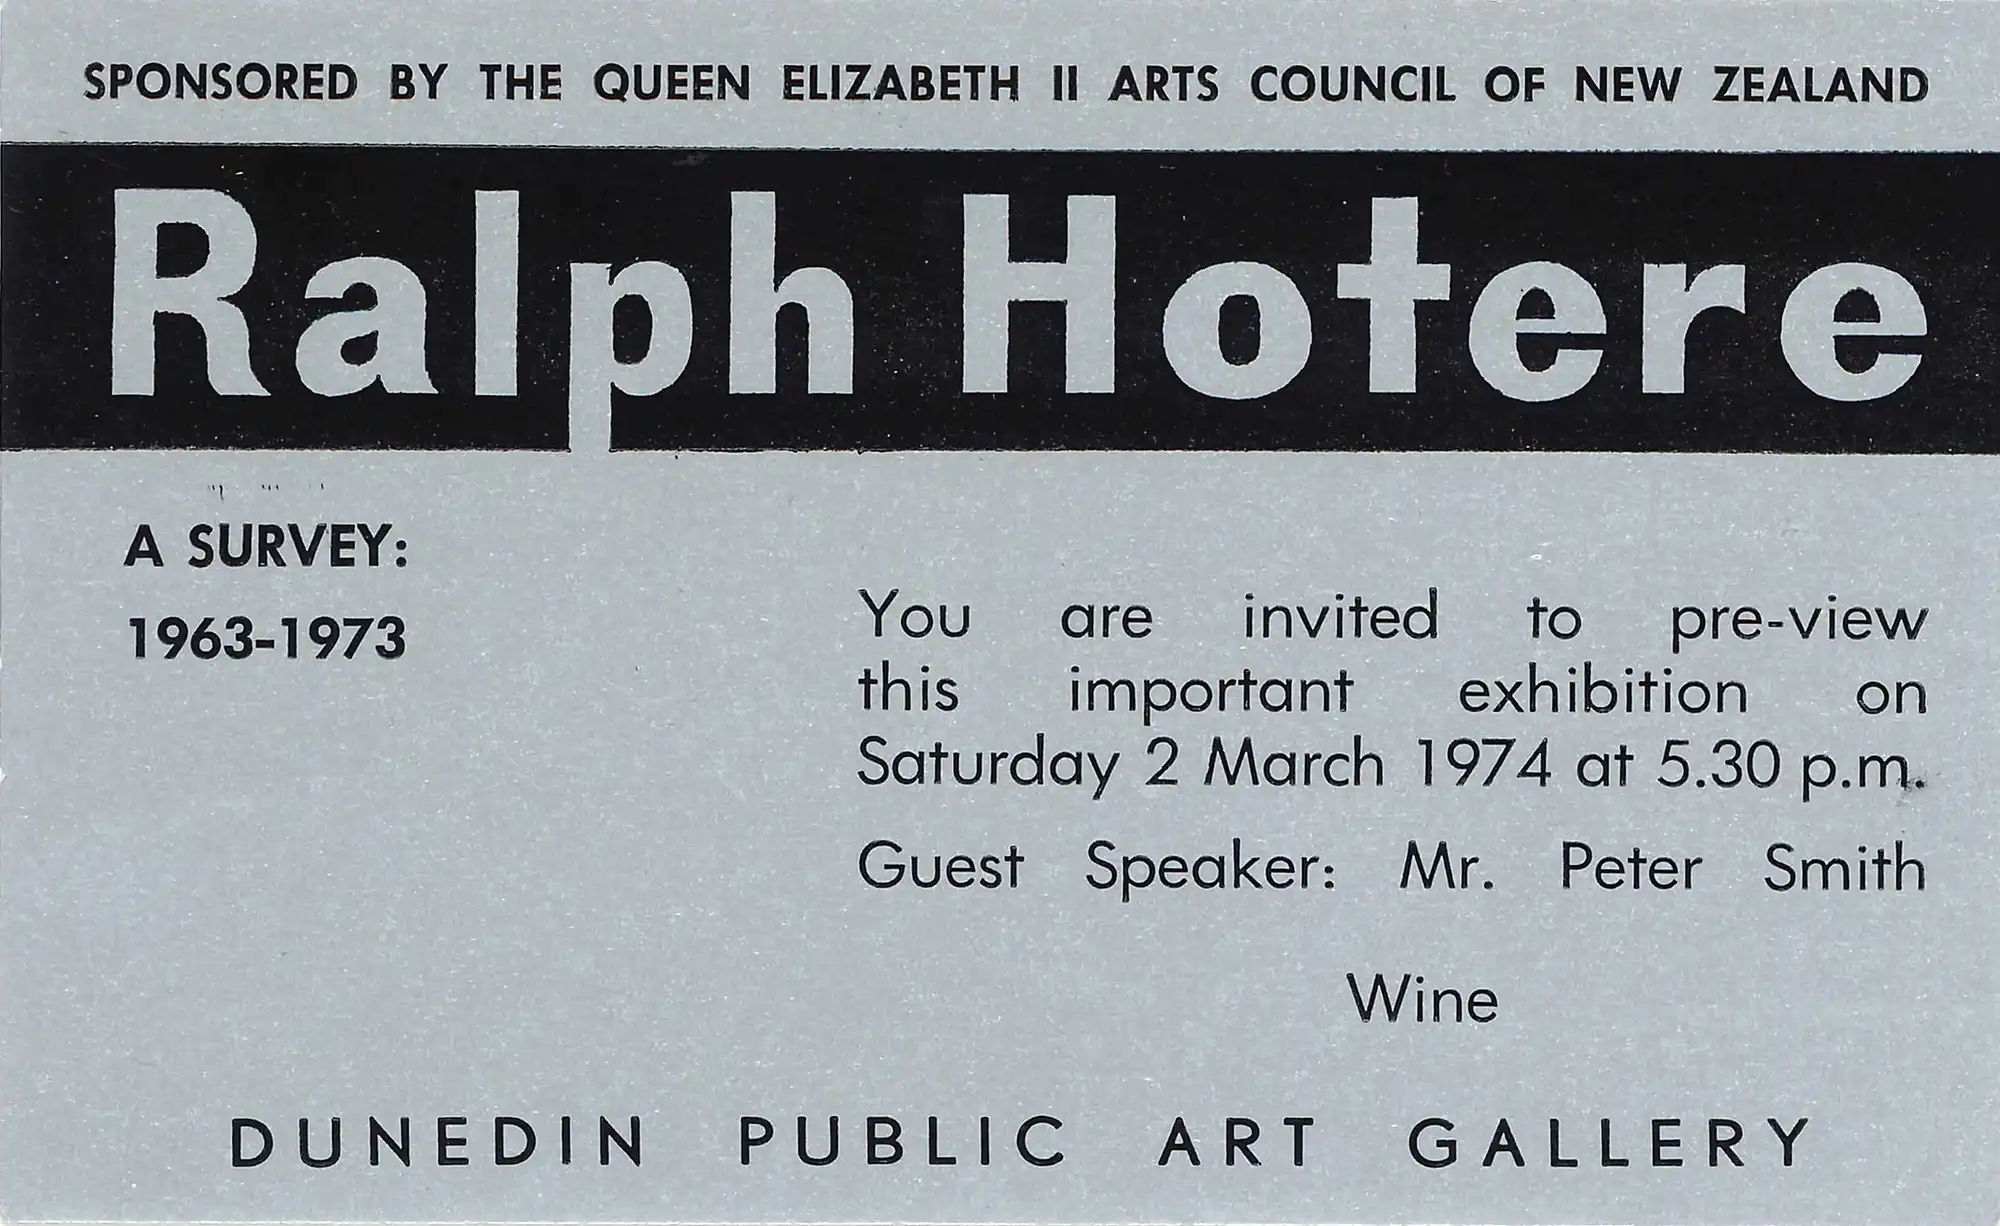 SPONSORED BY THE QUEEN ELIZABETH II ARTS COUNCIL OF NEW ZEALAND
Ralph Hotere
A SURVEY:
1963-1973
You are invited to pre-view
this important exhibition on
Saturday 2 March 1974 at 5.30 p.m.
Guest Speaker: Mr. Peter Smith
Wine
DUNEDIN PUBLIC ART GALLERY